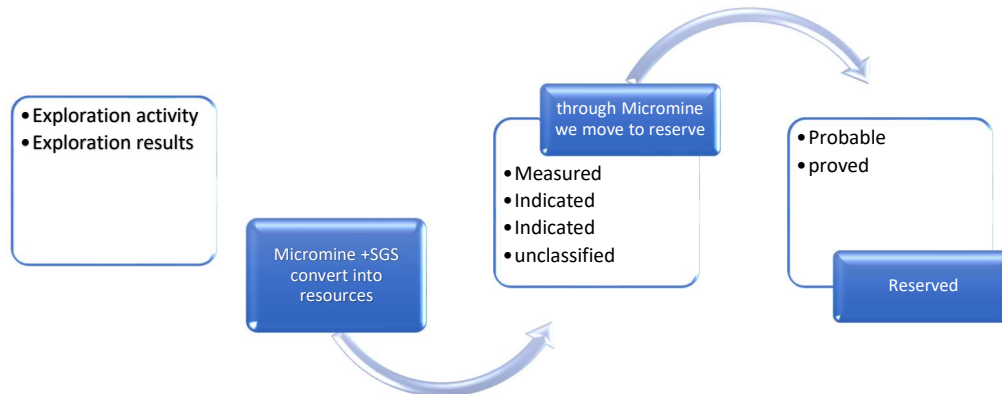 • Exploration activity
• Exploration results
Micromine +SGS
convert into
resources
through Micromine
we move to reserve
• Measured
• Indicated
• Indicated
• unclassified
• Probable
• proved
Reserved